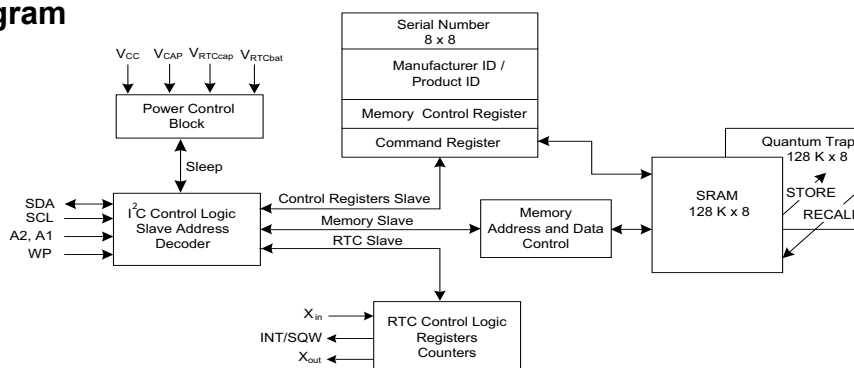 gram
Serial Number
8 x 8
Manufacturer ID /
Product ID
Memory Control Register
Command Register
VCC VCAP VRTCcap VRTCbat
Power Control
Block
Sleep
Quantum Trap
128 K x 8
SRAM
128 K x 8
STORE
RECALL
SDA
SCL
A2, A1
WP
I2C Control Logic
Slave Address
Decoder
Control Registers Slave
Memory Slave
RTC Slave
Memory
Address and Data
Control
Xin
INT/SQW
Xout
RTC Control Logic
Registers
Counters